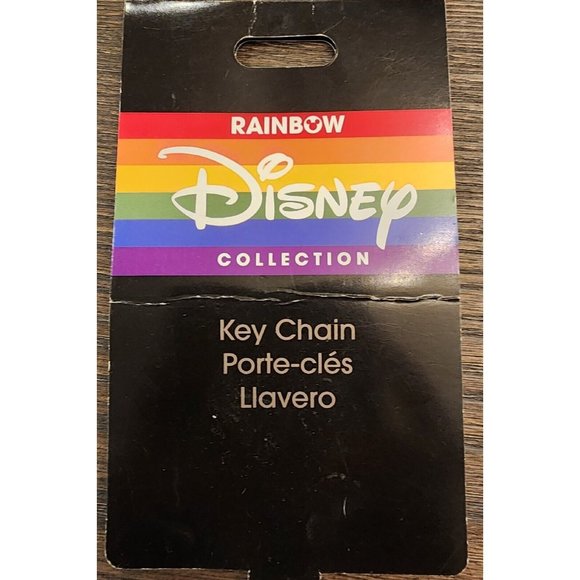 RAINBOW
Disney
COLLECTION
Key Chain
Porte-clés
Llavero